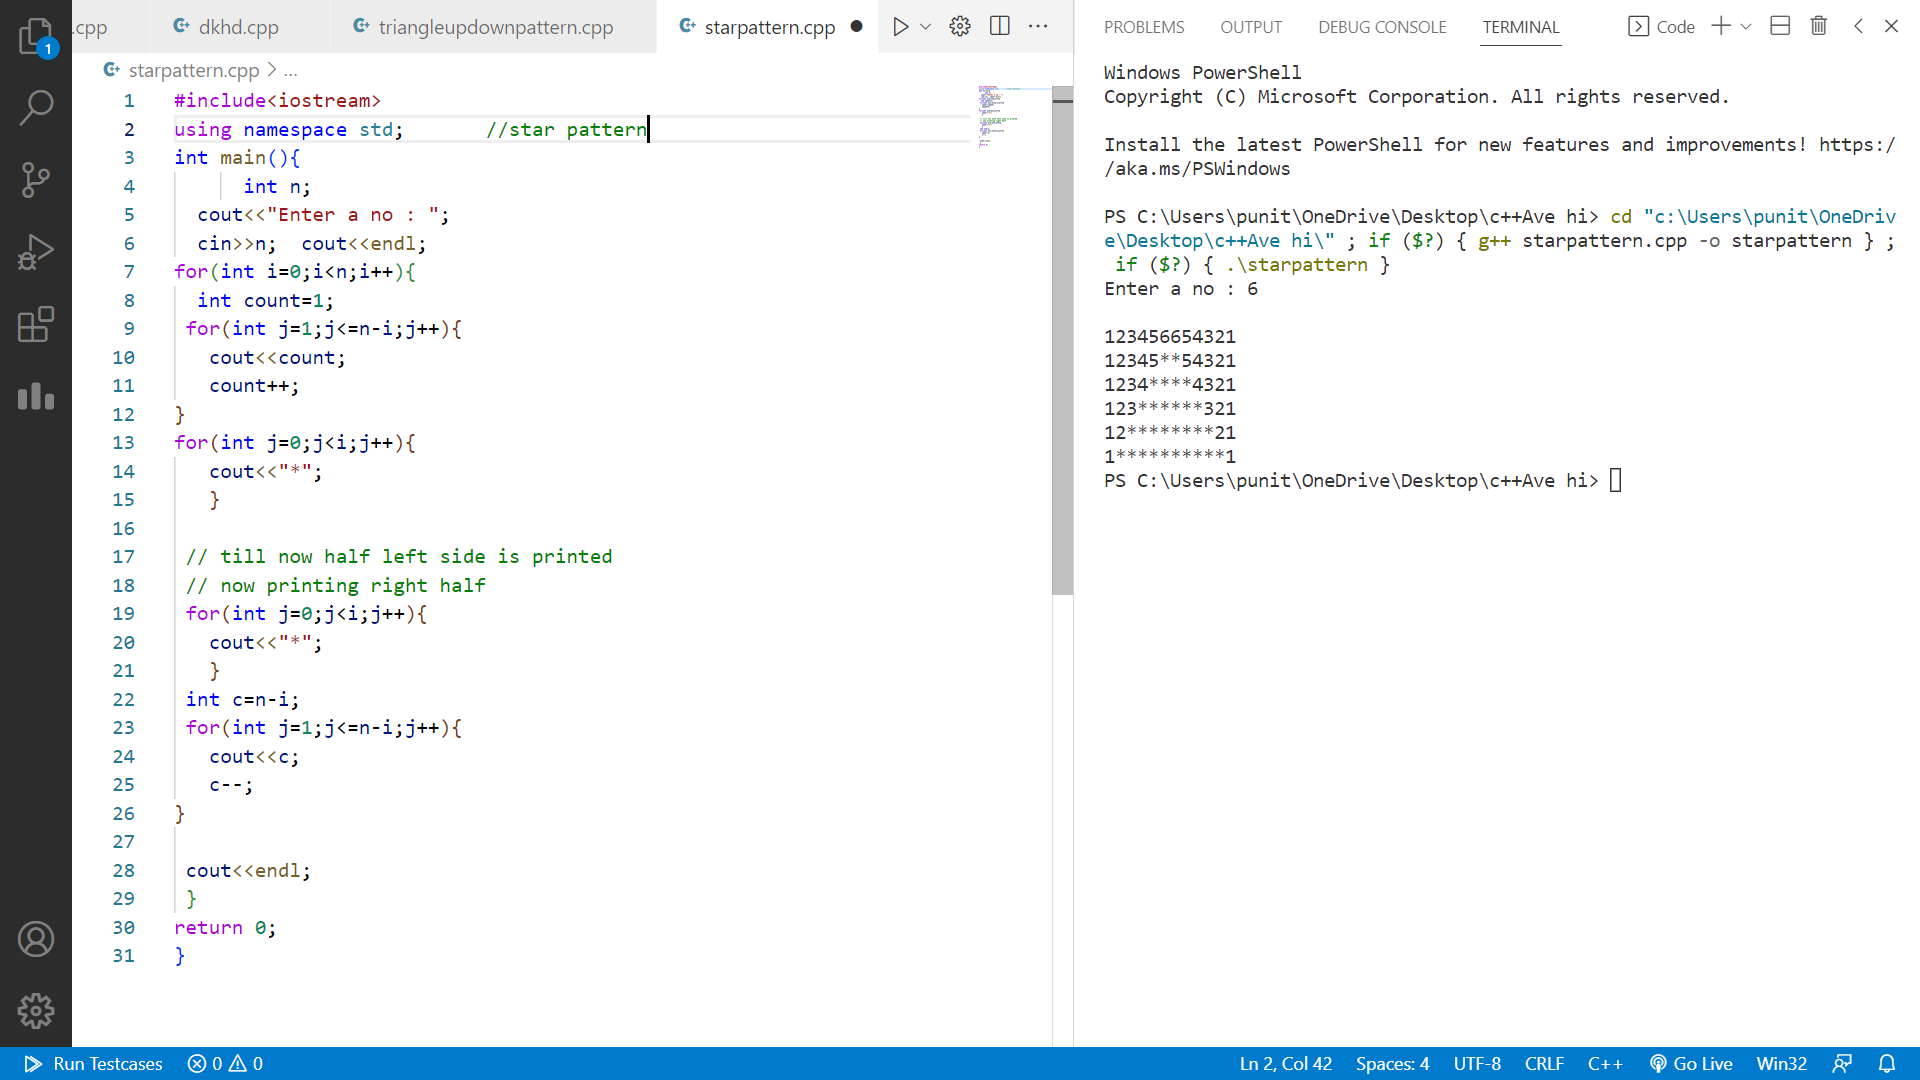 1
.cpp
dkhd.cpp
triangleupdownpattern.cpp
starpattern.cpp
starpattern.cpp > ...
1 #include<iostream>
2 using namespace std;       //star pattern
3 int main(){
4       int n;
5   cout<<"Enter a no : ";
6   cin>>n;  cout<<endl;
7 for(int i=0;i<n;i++){
8   int count=1;
9  for(int j=1;j<=n-i;j++){
10    cout<<count;
11    count++;
12 }
13 for(int j=0;j<i;j++){
14    cout<<"*";
15    }
16
17  // till now half left side is printed
18  // now printing right half
19  for(int j=0;j<i;j++){
20    cout<<"*";
21    }
22  int c=n-i;
23  for(int j=1;j<=n-i;j++){
24    cout<<c;
25    c--;
26 }
27
28  cout<<endl;
29  }
30 return 0;
31 }
PROBLEMS OUTPUT DEBUG CONSOLE TERMINAL Code
Windows PowerShell
Copyright (C) Microsoft Corporation. All rights reserved.
Install the latest PowerShell for new features and improvements! https:/
/aka.ms/PSWindows
PS C:\Users\punit\OneDrive\Desktop\c++Ave hi> cd "c:\Users\punit\OneDriv
e\Desktop\c++Ave hi\" ; if ($?) { g++ starpattern.cpp -o starpattern } ;
 if ($?) { .\starpattern }
Enter a no : 6
123456654321
12345**54321
1234****4321
123******321
12********21
1**********1
PS C:\Users\punit\OneDrive\Desktop\c++Ave hi>
Run Testcases 0 0 Ln 2, Col 42 Spaces: 4 UTF-8 CRLF C++ Go Live Win32